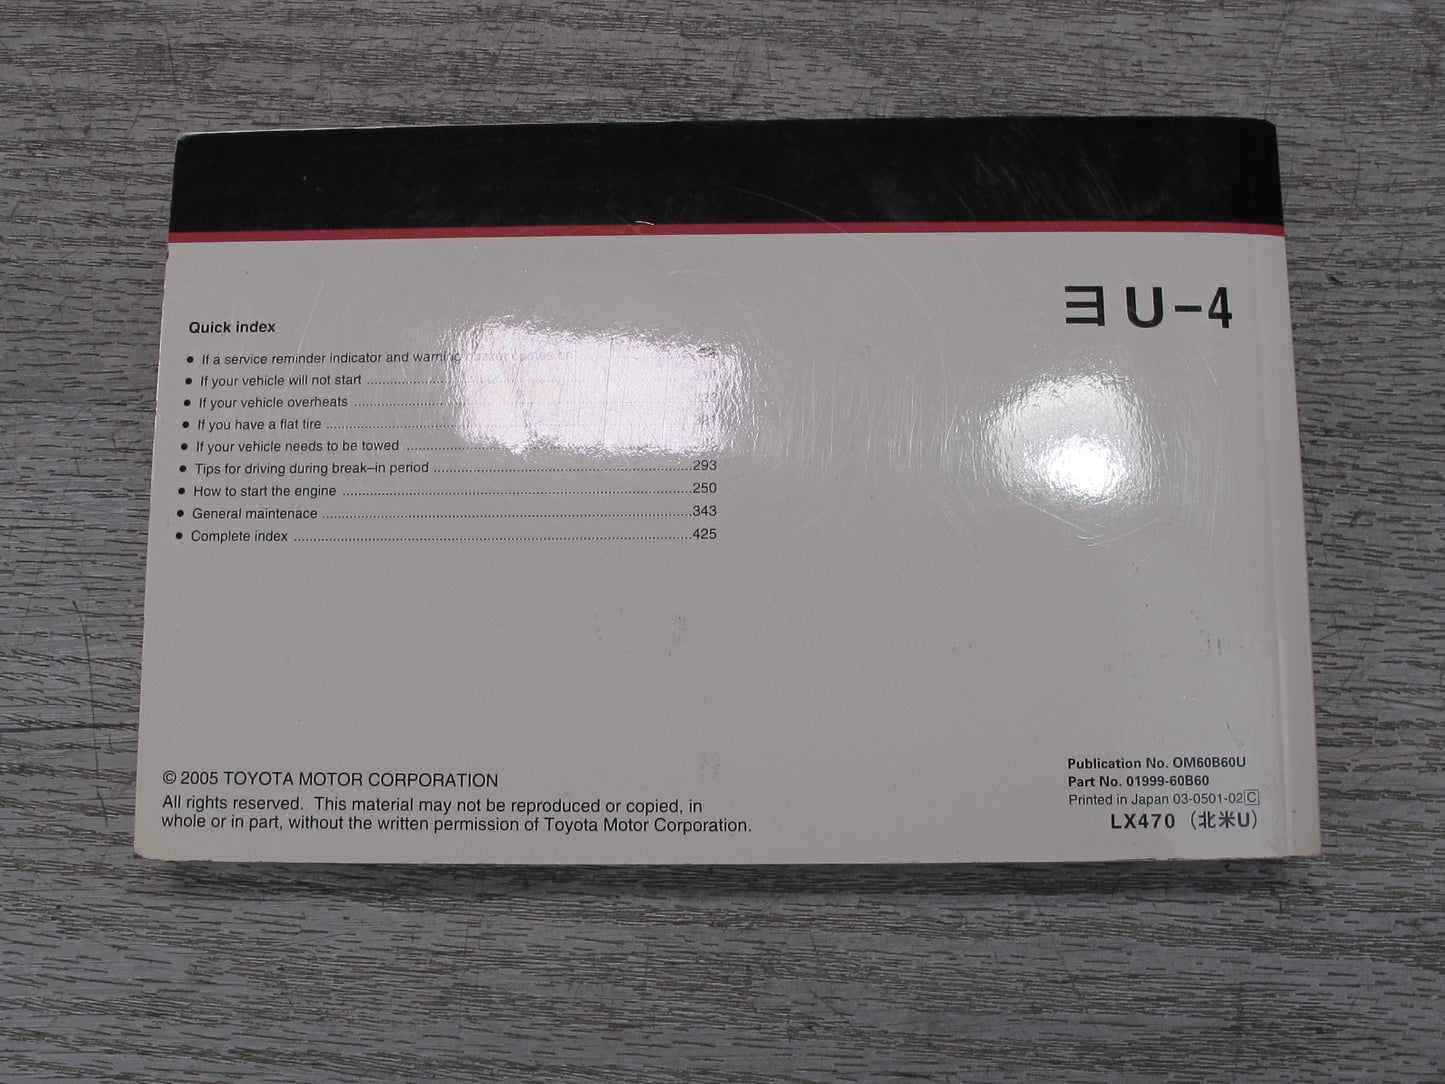 ヨU-4
Quick index
● If a service reminder indicator and warning buzzer comes on
● If your vehicle will not start
● If your vehicle overheats
● If you have a flat tire
● If your vehicle needs to be towed
● Tips for driving during break–in period 293
● How to start the engine 250
● General maintenace 343
● Complete index 425
© 2005 TOYOTA MOTOR CORPORATION
All rights reserved. This material may not be reproduced or copied, in
whole or in part, without the written permission of Toyota Motor Corporation.
Publication No. OM60B60U
Part No. 01999-60B60
Printed in Japan 03-0501-02 C
LX470 (北米U)